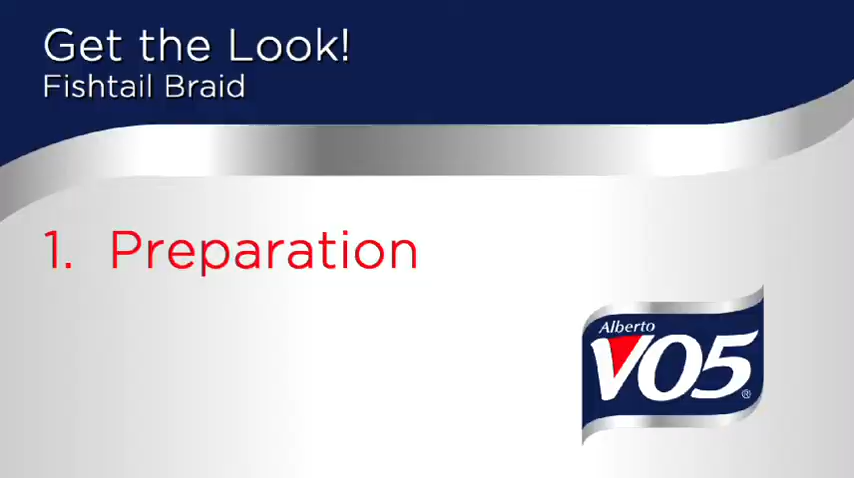 Get the Look!
Fishtail Braid
1. Preparation
Alberto
VO5®